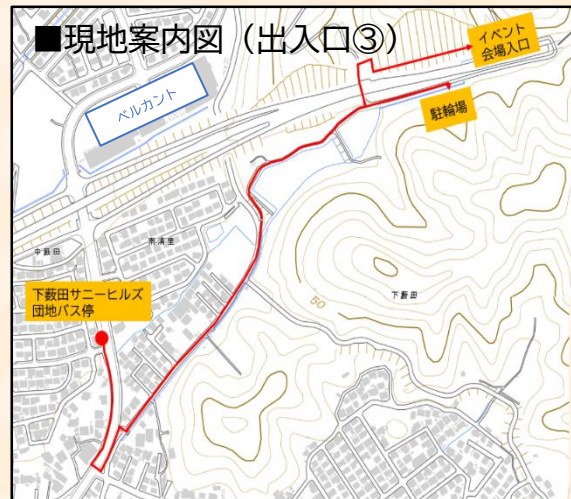 ■現地案内図（出入口③）
イベント
会場入口
ベルカント
駐輪場
中藪田
南清里
下藪田サニーヒルズ
団地バス停
下藪田
50